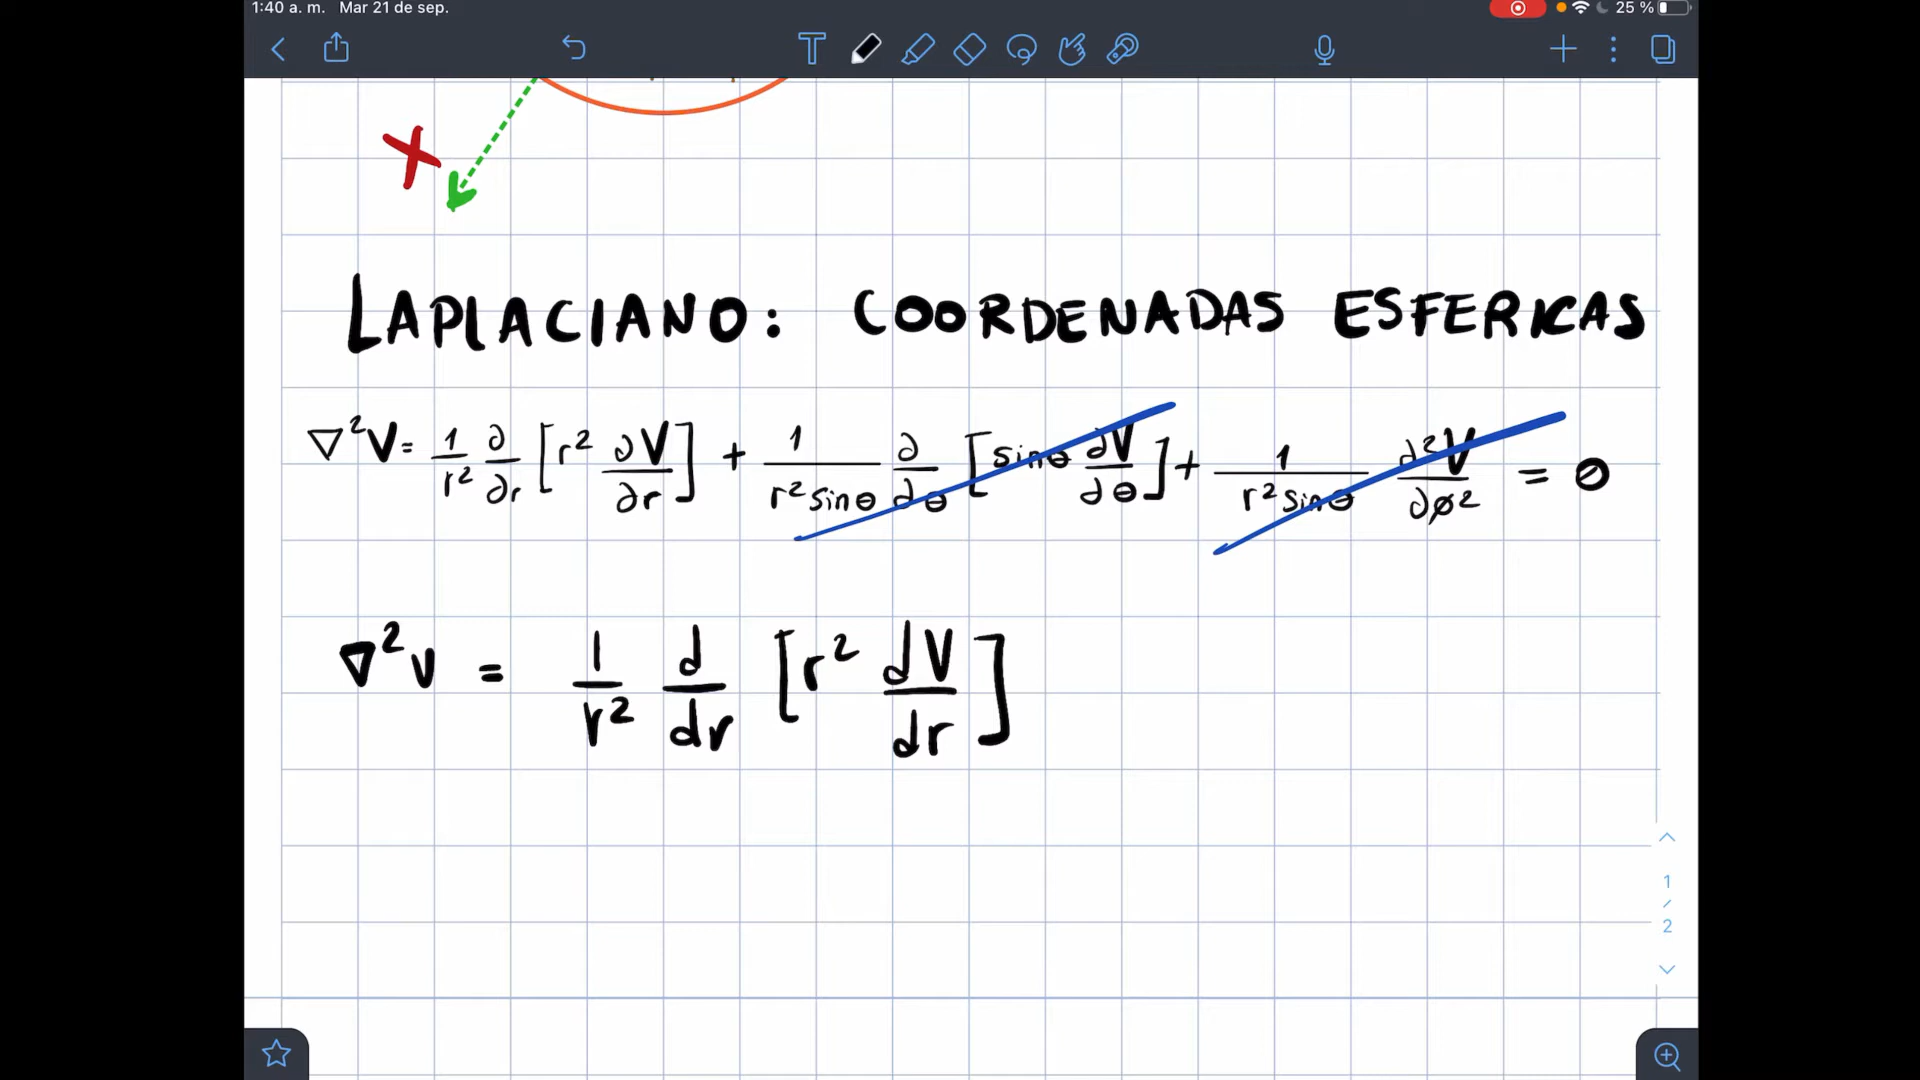 1:40 a. m. Mar 21 de sep. 25 %
LAPLACIANO: COORDENADAS ESFERICAS
∇²V = 1/r² ∂/∂r [r² ∂V/∂r] + 1/(r² sinθ) ∂/∂θ [sinθ ∂V/∂θ] + 1/(r² sinθ) ∂²V/∂ø² = 0
∇²V = 1/r² d/dr [r² dV/dr]
1
/
2